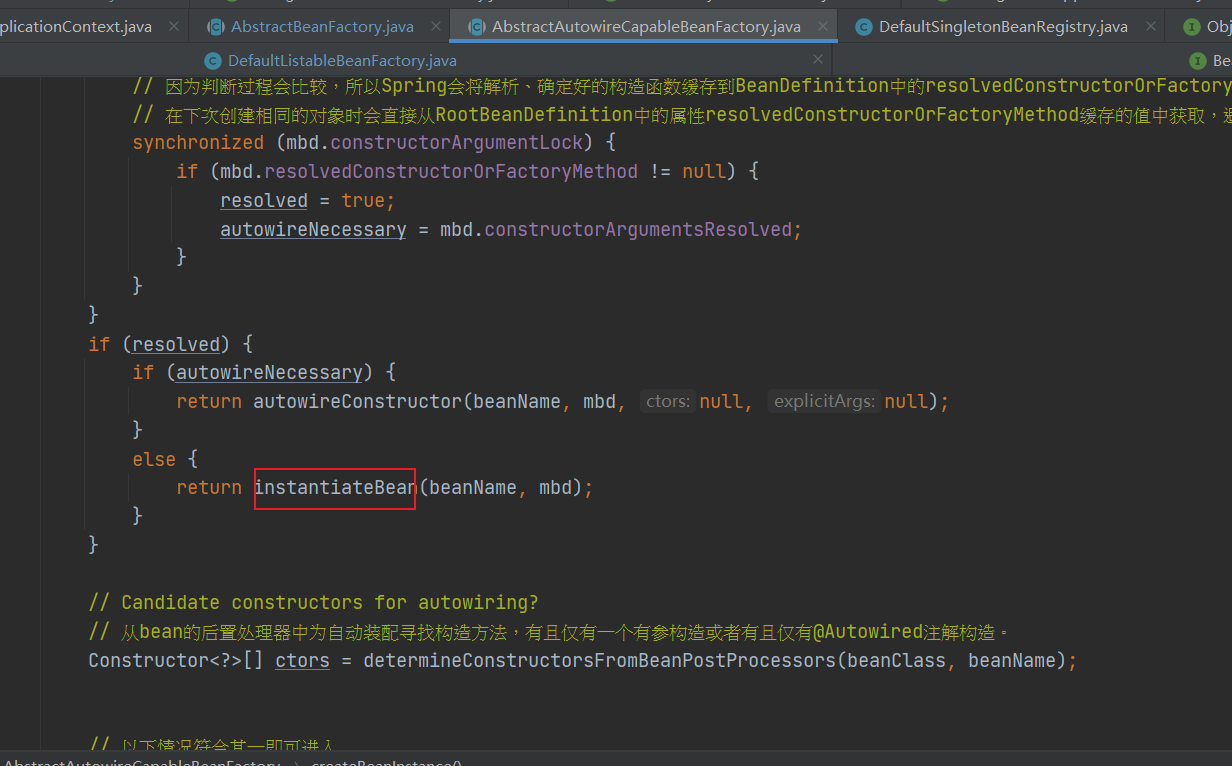 plicationContext.java AbstractBeanFactory.java AbstractAutowireCapableBeanFactory.java DefaultSingletonBeanRegistry.java Obj
DefaultListableBeanFactory.java Be
// 因为判断过程会比较，所以Spring会将解析、确定好的构造函数缓存到BeanDefinition中的resolvedConstructorOrFactory
// 在下次创建相同的对象时会直接从RootBeanDefinition中的属性resolvedConstructorOrFactoryMethod缓存的值中获取，避
synchronized (mbd.constructorArgumentLock) {
if (mbd.resolvedConstructorOrFactoryMethod != null) {
resolved = true;
autowireNecessary = mbd.constructorArgumentsResolved;
}
}
}
if (resolved) {
if (autowireNecessary) {
return autowireConstructor(beanName, mbd, ctors: null, explicitArgs: null);
}
else {
return instantiateBean(beanName, mbd);
}
}
// Candidate constructors for autowiring?
// 从bean的后置处理器中为自动装配寻找构造方法，有且仅有一个有参构造或者有且仅有@Autowired注解构造。
Constructor<?>[] ctors = determineConstructorsFromBeanPostProcessors(beanClass, beanName);
// 以下情况符合其一即可进入
AbstractAutowireCapableBeanFactory > createBeanInstance()